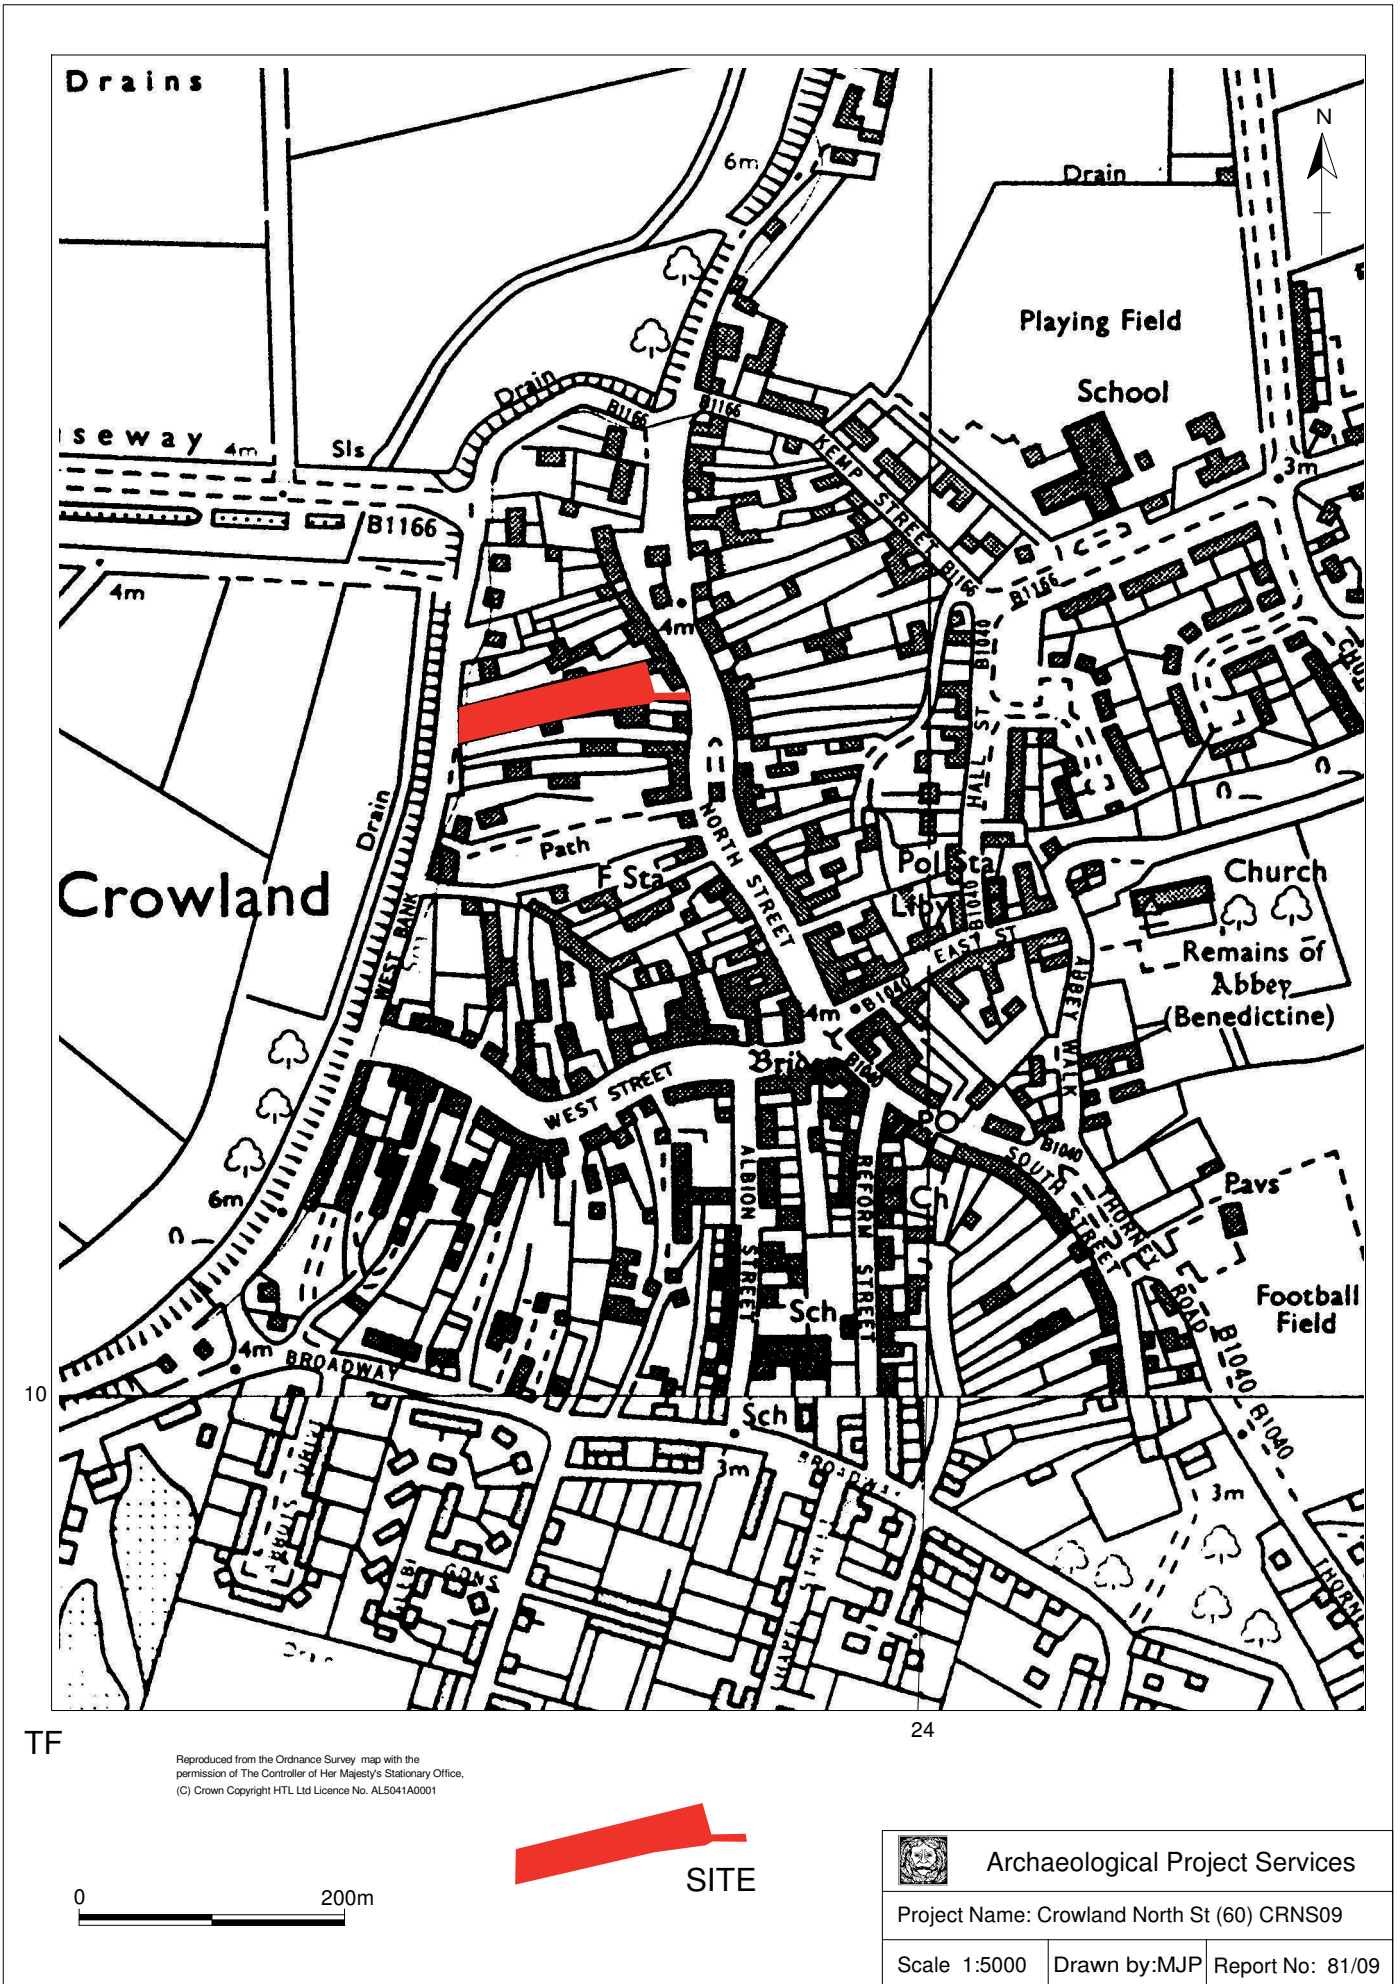 Drains
N
6m
Drain
Playing Field
School
Drain
B1166
B1166
seway
4m
Sls
3m
KEMP STREET
B1166
B1166
B1166
4m
4m
B1040
HALL ST
Drain
NORTH STREET
Path
F Sta
Pol Sta
Church
Crowland
Liby
B1040
EAST ST
WEST BANK
Remains of
Abbey
(Benedictine)
ABBEY WALK
4m
B1040
B1040
WEST STREET
PO
B1040
SOUTH STREET
ALBION STREET
REFORM STREET
Ch
Pavs
6m
THORNEY ROAD
Football
Field
Sch
B1040
4m
BROADWAY
10
Sch
B1040
3m
3m
GDNS
24
TF
Reproduced from the Ordnance Survey map with the
permission of The Controller of Her Majesty's Stationary Office,
(C) Crown Copyright HTL Ltd Licence No. AL5041A0001
SITE
0 200m
Archaeological Project Services
Project Name: Crowland North St (60) CRNS09
Scale 1:5000 Drawn by:MJP Report No: 81/09